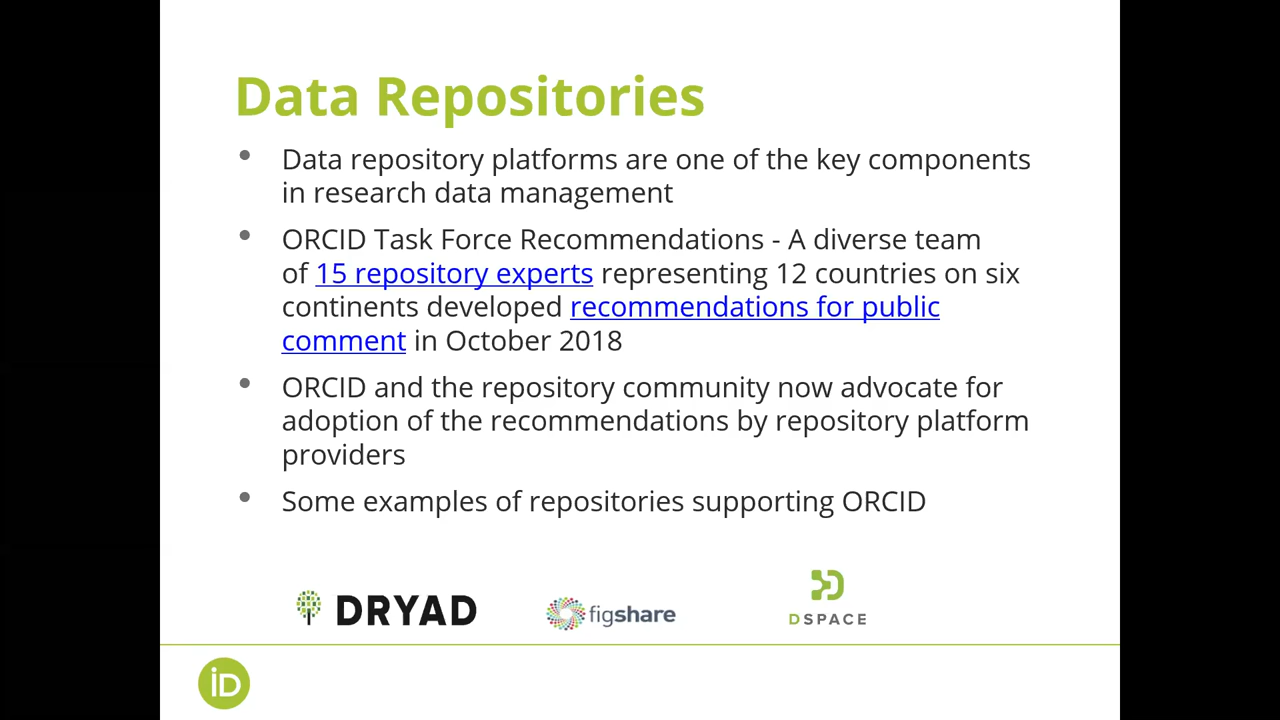 Data Repositories
• Data repository platforms are one of the key components
in research data management
• ORCID Task Force Recommendations - A diverse team
of 15 repository experts representing 12 countries on six
continents developed recommendations for public
comment in October 2018
• ORCID and the repository community now advocate for
adoption of the recommendations by repository platform
providers
• Some examples of repositories supporting ORCID
DRYAD
figshare
DSPACE
iD